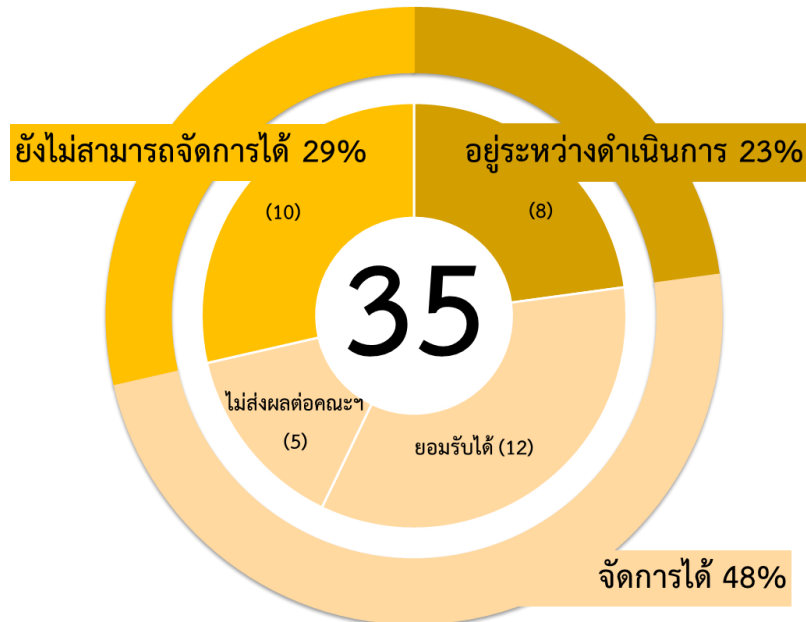 ยังไม่สามารถจัดการได้ 29%
อยู่ระหว่างดำเนินการ 23%
(10)
(8)
35
ไม่ส่งผลต่อคณะฯ
(5)
ยอมรับได้ (12)
จัดการได้ 48%